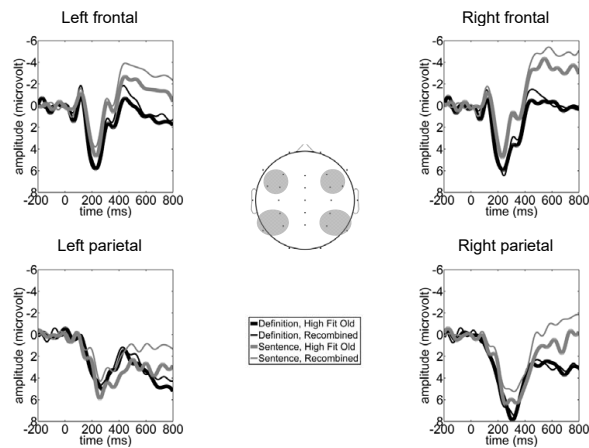 Left frontal
Right frontal
-6
-4
-2
0
2
4
6
8
-200 0 200 400 600 800
time (ms)
amplitude (microvolt)
-6
-4
-2
0
2
4
6
8
-200 0 200 400 600 800
time (ms)
amplitude (microvolt)
Left parietal
Right parietal
-6
-4
-2
0
2
4
6
8
-200 0 200 400 600 800
time (ms)
amplitude (microvolt)
Definition, High Fit Old
Definition, Recombined
Sentence, High Fit Old
Sentence, Recombined
-6
-4
-2
0
2
4
6
8
-200 0 200 400 600 800
time (ms)
amplitude (microvolt)